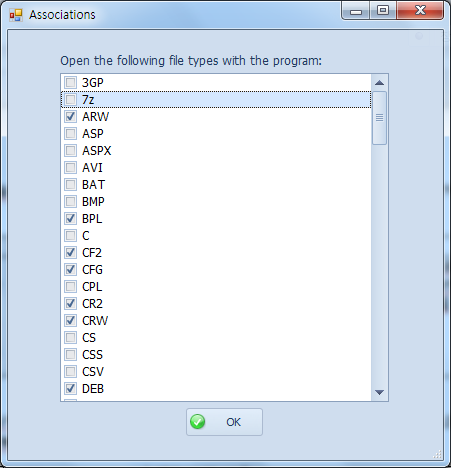 Associations
Open the following file types with the program:
3GP
7z
ARW
ASP
ASPX
AVI
BAT
BMP
BPL
C
CF2
CFG
CPL
CR2
CRW
CS
CSS
CSV
DEB
OK